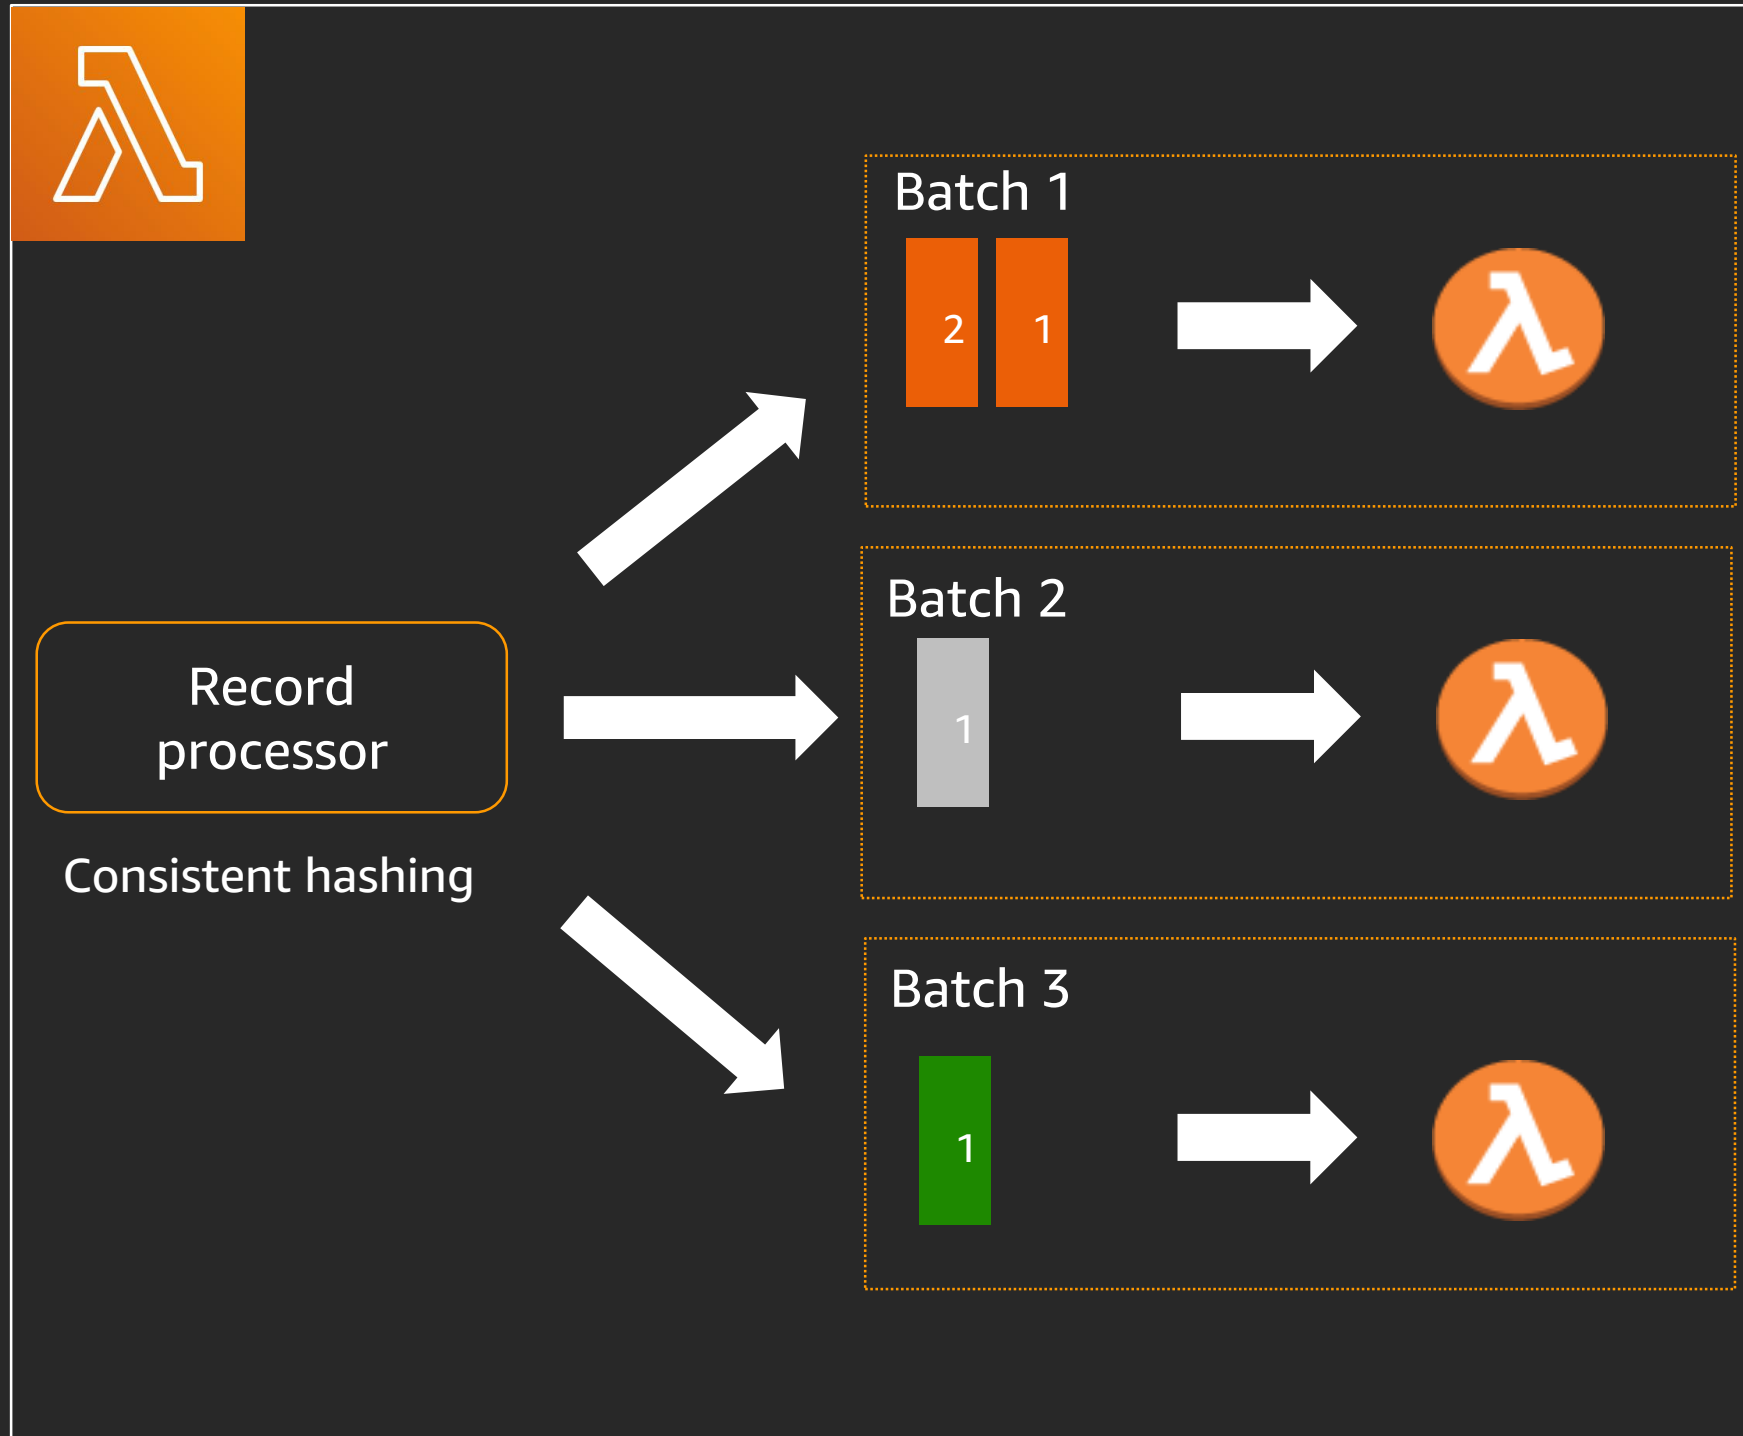 Batch 1
2 1
Batch 2
1
Record
processor
Consistent hashing
Batch 3
1